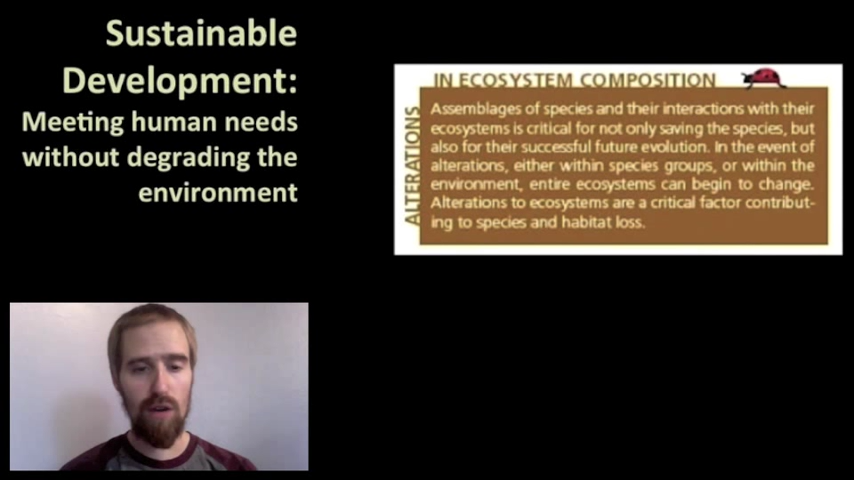 Sustainable
Development:
Meeting human needs
without degrading the
environment
ALTERATIONS
IN ECOSYSTEM COMPOSITION
Assemblages of species and their interactions with their
ecosystems is critical for not only saving the species, but
also for their successful future evolution. In the event of
alterations, either within species groups, or within the
environment, entire ecosystems can begin to change.
Alterations to ecosystems are a critical factor contribut-
ing to species and habitat loss.